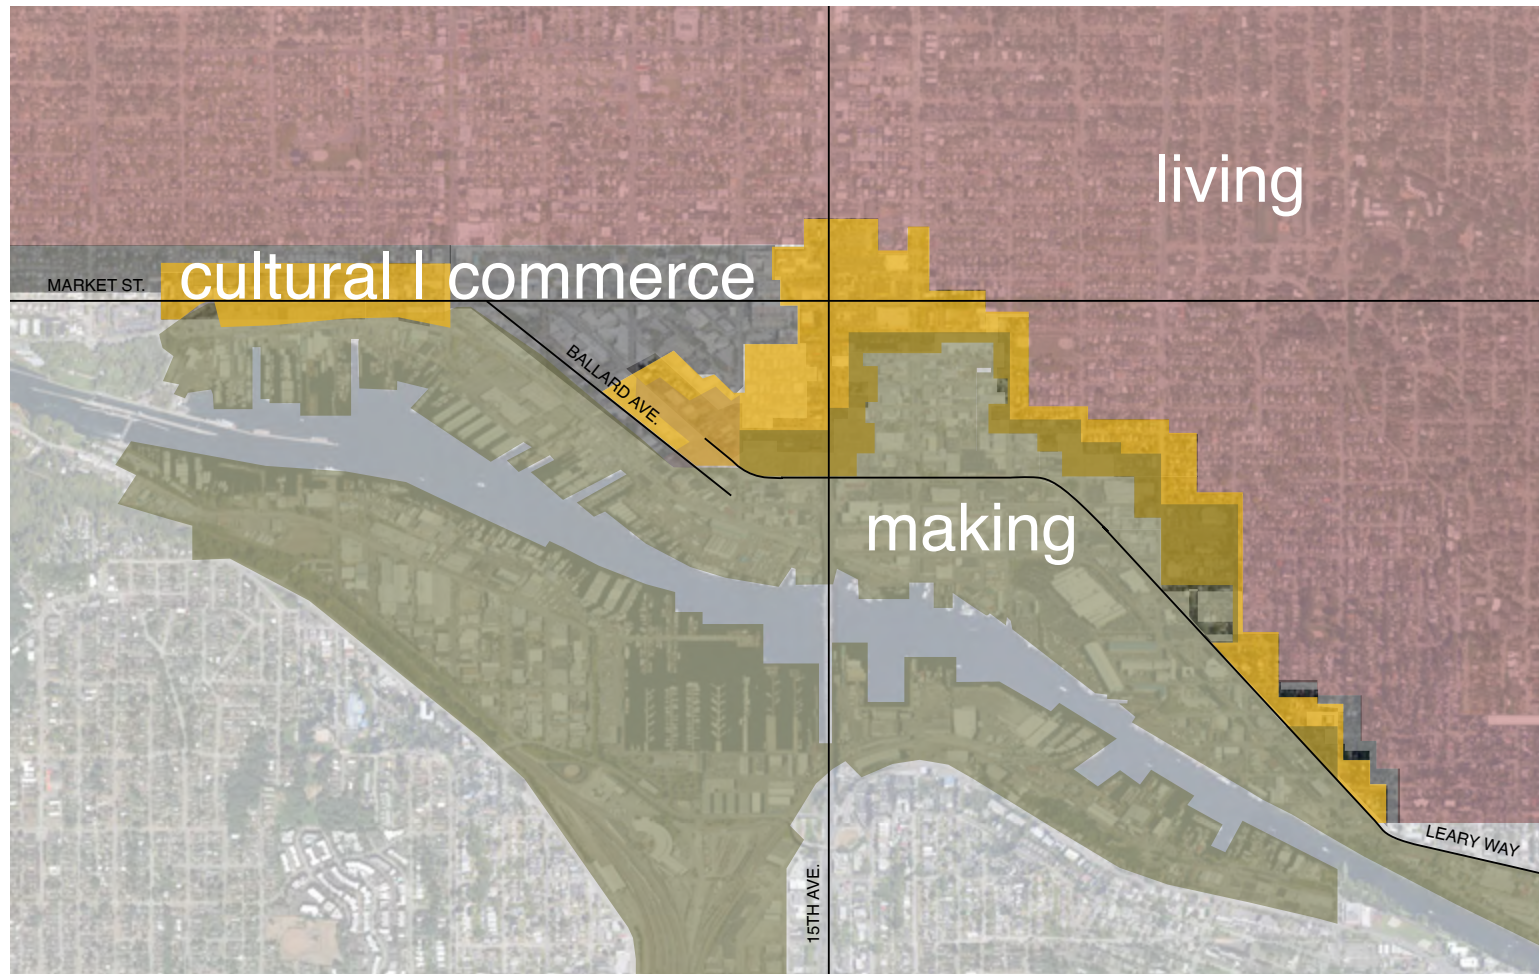 living
cultural | commerce
MARKET ST.
BALLARD AVE.
making
LEARY WAY
15TH AVE.